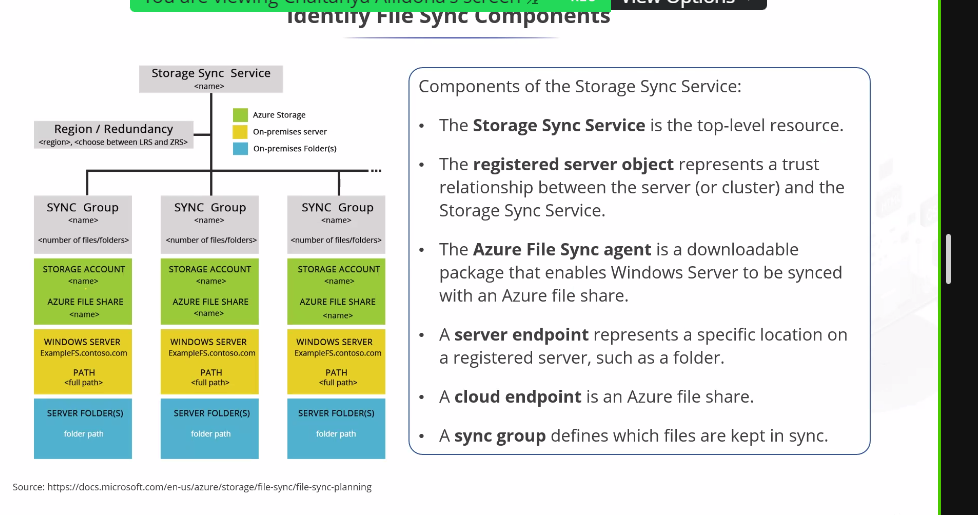 You are viewing Chaitanya Allidona's screen
View Options
Identify File Sync Components
Storage Sync Service
<name>
Region / Redundancy
<region>, <choose between LRS and ZRS>
Azure Storage
On-premises server
On-premises Folder(s)
...
SYNC Group
<name>
<number of files/folders>
STORAGE ACCOUNT
<name>
AZURE FILE SHARE
<name>
WINDOWS SERVER
ExampleFS.contoso.com
PATH
<full path>
SERVER FOLDER(S)
folder path
SYNC Group
<name>
<number of files/folders>
STORAGE ACCOUNT
<name>
AZURE FILE SHARE
<name>
WINDOWS SERVER
ExampleFS.contoso.com
PATH
<full path>
SERVER FOLDER(S)
folder path
SYNC Group
<name>
<number of files/folders>
STORAGE ACCOUNT
<name>
AZURE FILE SHARE
<name>
WINDOWS SERVER
ExampleFS.contoso.com
PATH
<full path>
SERVER FOLDER(S)
folder path
Components of the Storage Sync Service:
• The Storage Sync Service is the top-level resource.
• The registered server object represents a trust
relationship between the server (or cluster) and the
Storage Sync Service.
• The Azure File Sync agent is a downloadable
package that enables Windows Server to be synced
with an Azure file share.
• A server endpoint represents a specific location on
a registered server, such as a folder.
• A cloud endpoint is an Azure file share.
• A sync group defines which files are kept in sync.
Source: https://docs.microsoft.com/en-us/azure/storage/file-sync/file-sync-planning